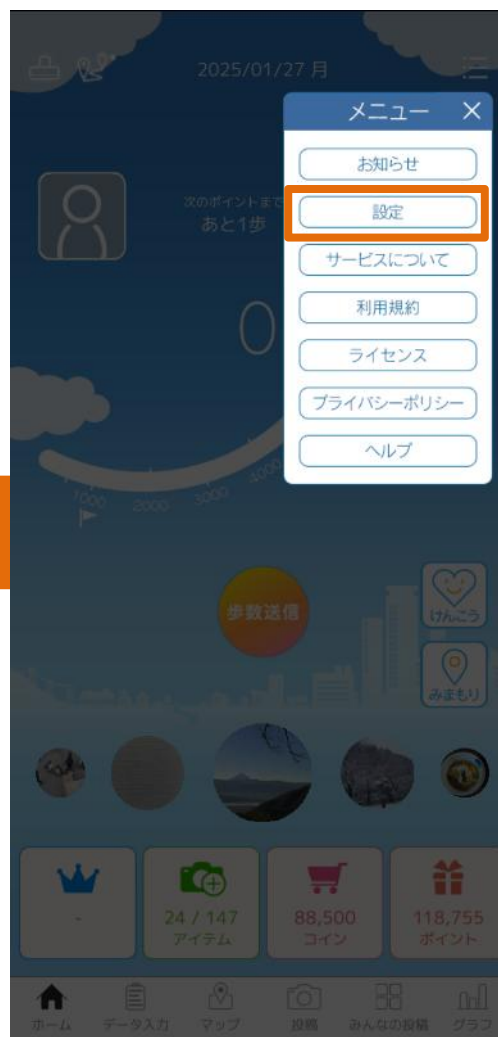 2025/01/27 月
メニュー ×
お知らせ
設定
サービスについて
利用規約
ライセンス
プライバシーポリシー
ヘルプ
次のポイントまで
あと1歩
0
1000 2000 3000 4000
歩数送信
けんこう
みまもり
-
24 / 147
アイテム
88,500
コイン
118,755
ポイント
ホーム データ入力 マップ 投稿 みんなの投稿 グラフ